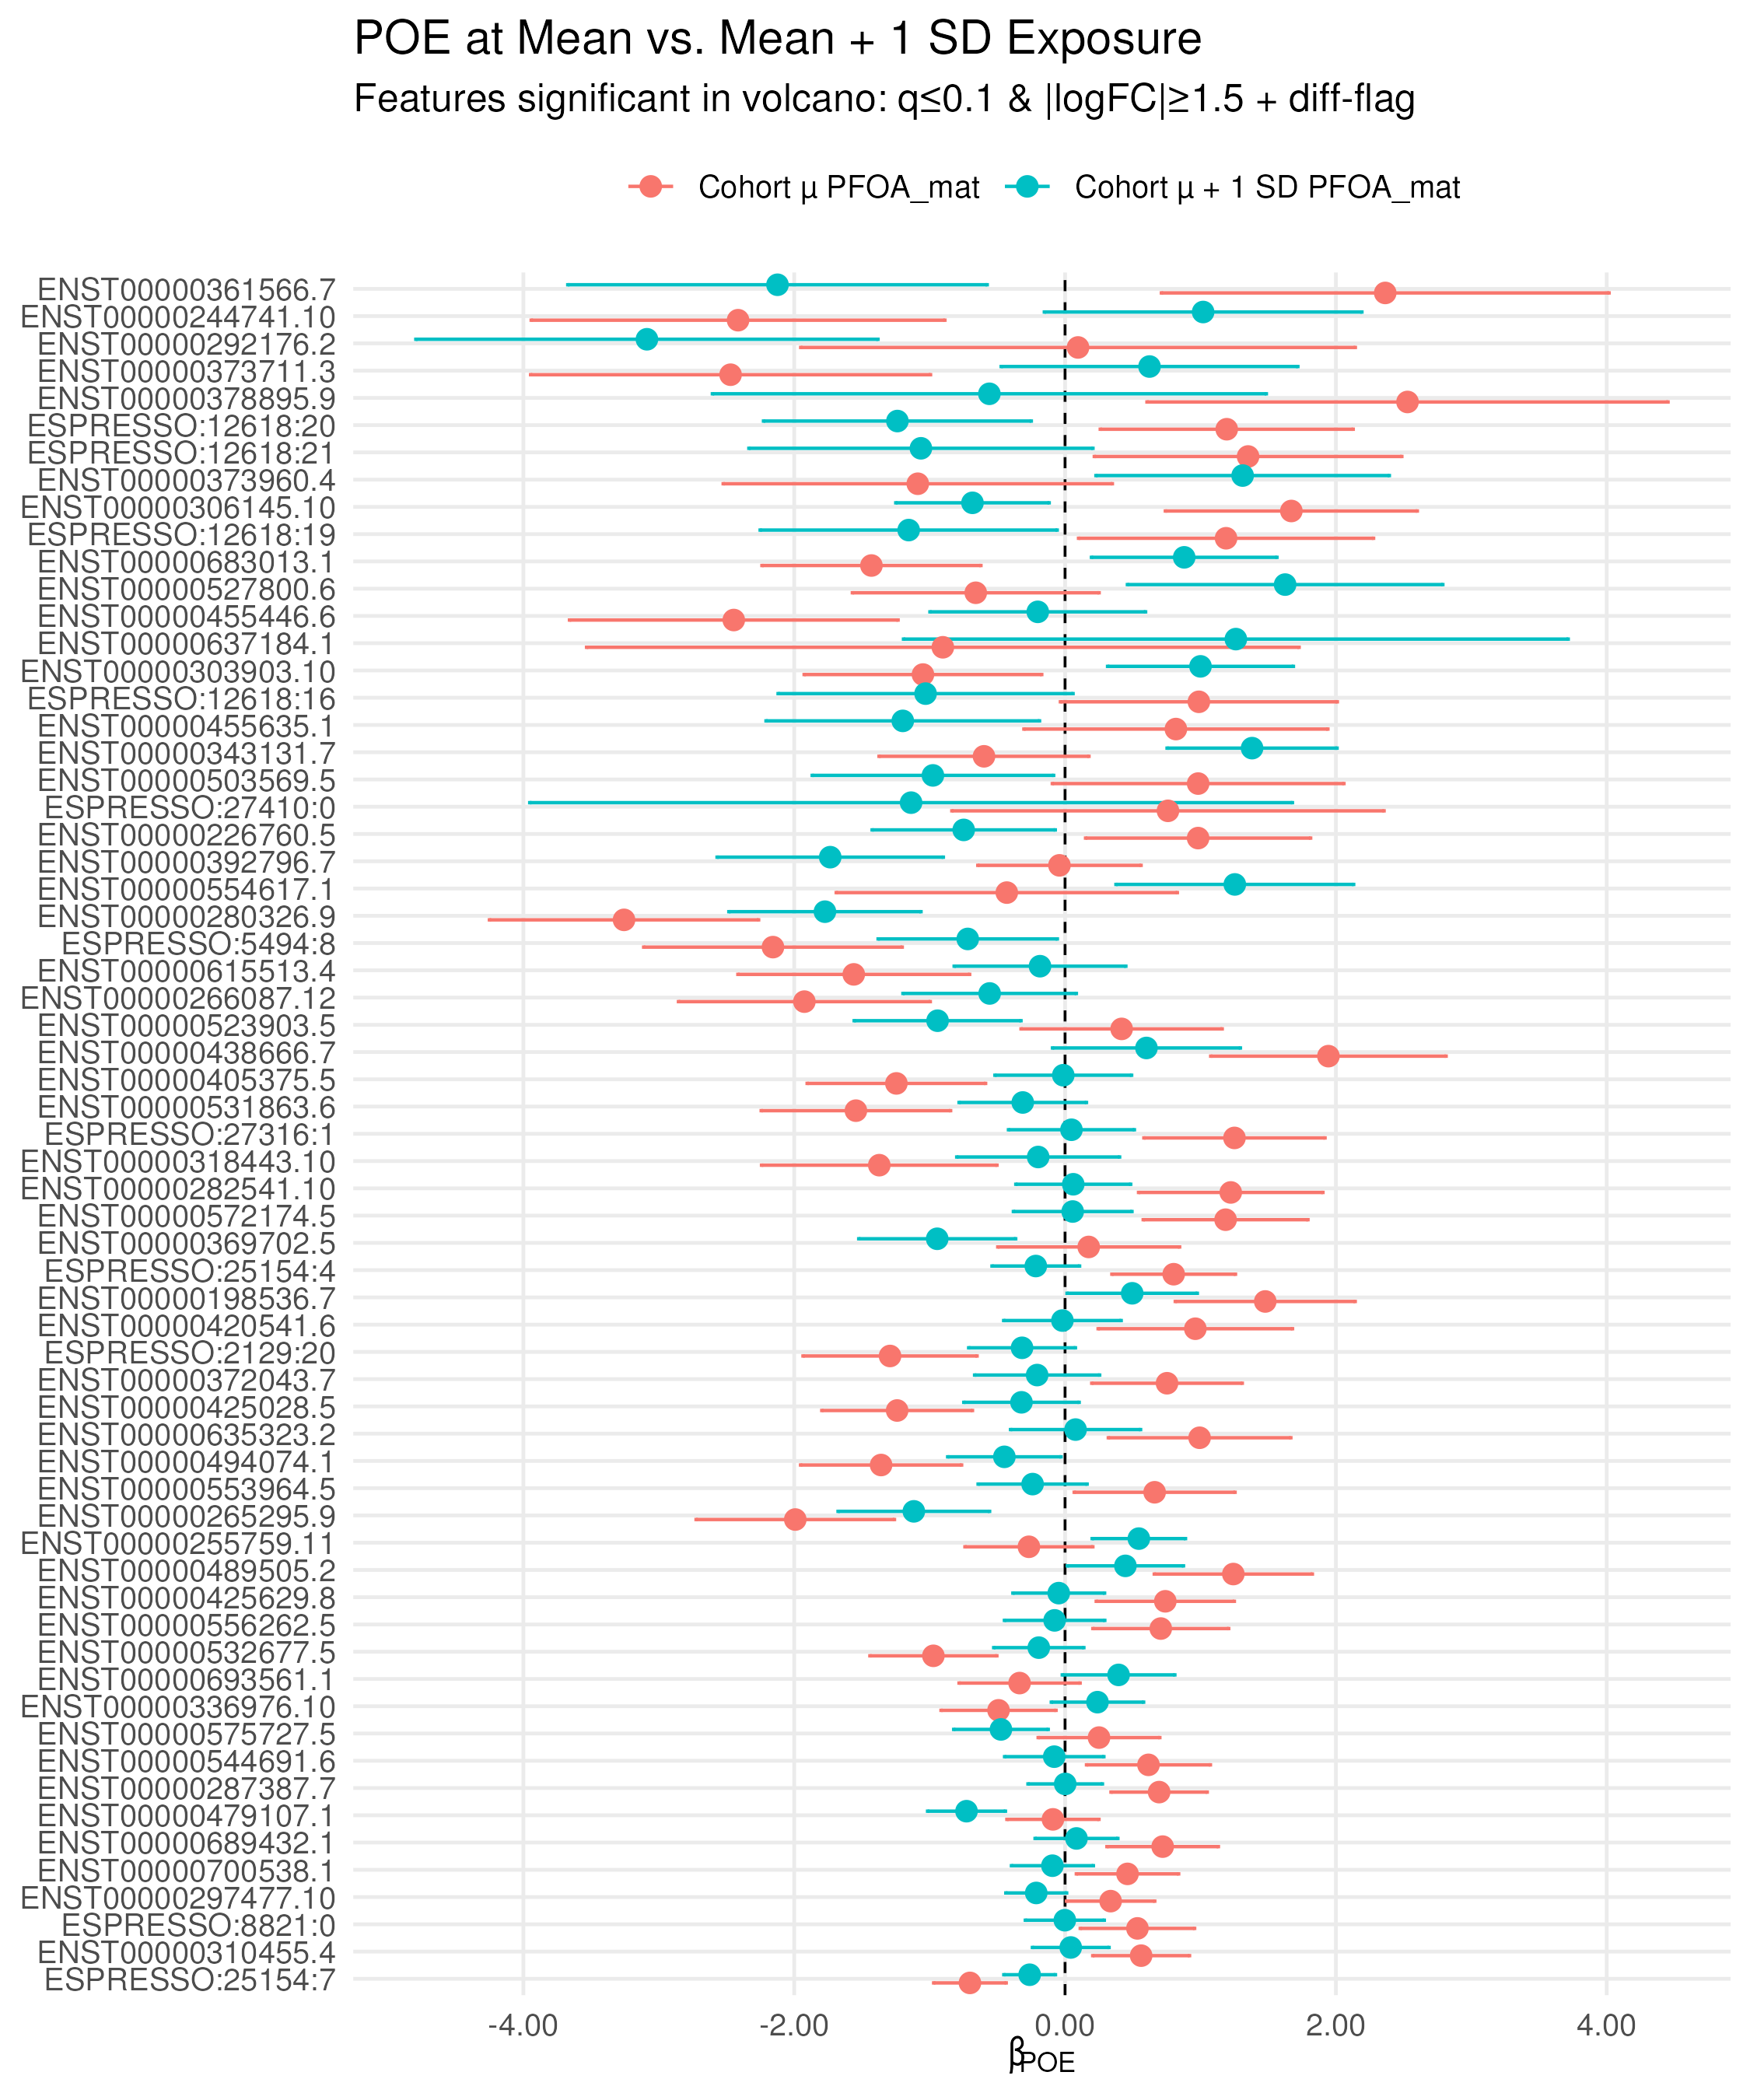 POE at Mean vs. Mean + 1 SD Exposure
Features significant in volcano: q≤0.1 & |logFC|≥1.5 + diff-flag
Cohort μ PFOA_mat
Cohort μ + 1 SD PFOA_mat
ENST00000361566.7
ENST00000244741.10
ENST00000292176.2
ENST00000373711.3
ENST00000378895.9
ESPRESSO:12618:20
ESPRESSO:12618:21
ENST00000373960.4
ENST00000306145.10
ESPRESSO:12618:19
ENST00000683013.1
ENST00000527800.6
ENST00000455446.6
ENST00000637184.1
ENST00000303903.10
ESPRESSO:12618:16
ENST00000455635.1
ENST00000343131.7
ENST00000503569.5
ESPRESSO:27410:0
ENST00000226760.5
ENST00000392796.7
ENST00000554617.1
ENST00000280326.9
ESPRESSO:5494:8
ENST00000615513.4
ENST00000266087.12
ENST00000523903.5
ENST00000438666.7
ENST00000405375.5
ENST00000531863.6
ESPRESSO:27316:1
ENST00000318443.10
ENST00000282541.10
ENST00000572174.5
ENST00000369702.5
ESPRESSO:25154:4
ENST00000198536.7
ENST00000420541.6
ESPRESSO:2129:20
ENST00000372043.7
ENST00000425028.5
ENST00000635323.2
ENST00000494074.1
ENST00000553964.5
ENST00000265295.9
ENST00000255759.11
ENST00000489505.2
ENST00000425629.8
ENST00000556262.5
ENST00000532677.5
ENST00000693561.1
ENST00000336976.10
ENST00000575727.5
ENST00000544691.6
ENST00000287387.7
ENST00000479107.1
ENST00000689432.1
ENST00000700538.1
ENST00000297477.10
ESPRESSO:8821:0
ENST00000310455.4
ESPRESSO:25154:7
-4.00 -2.00 0.00 2.00 4.00
βPOE